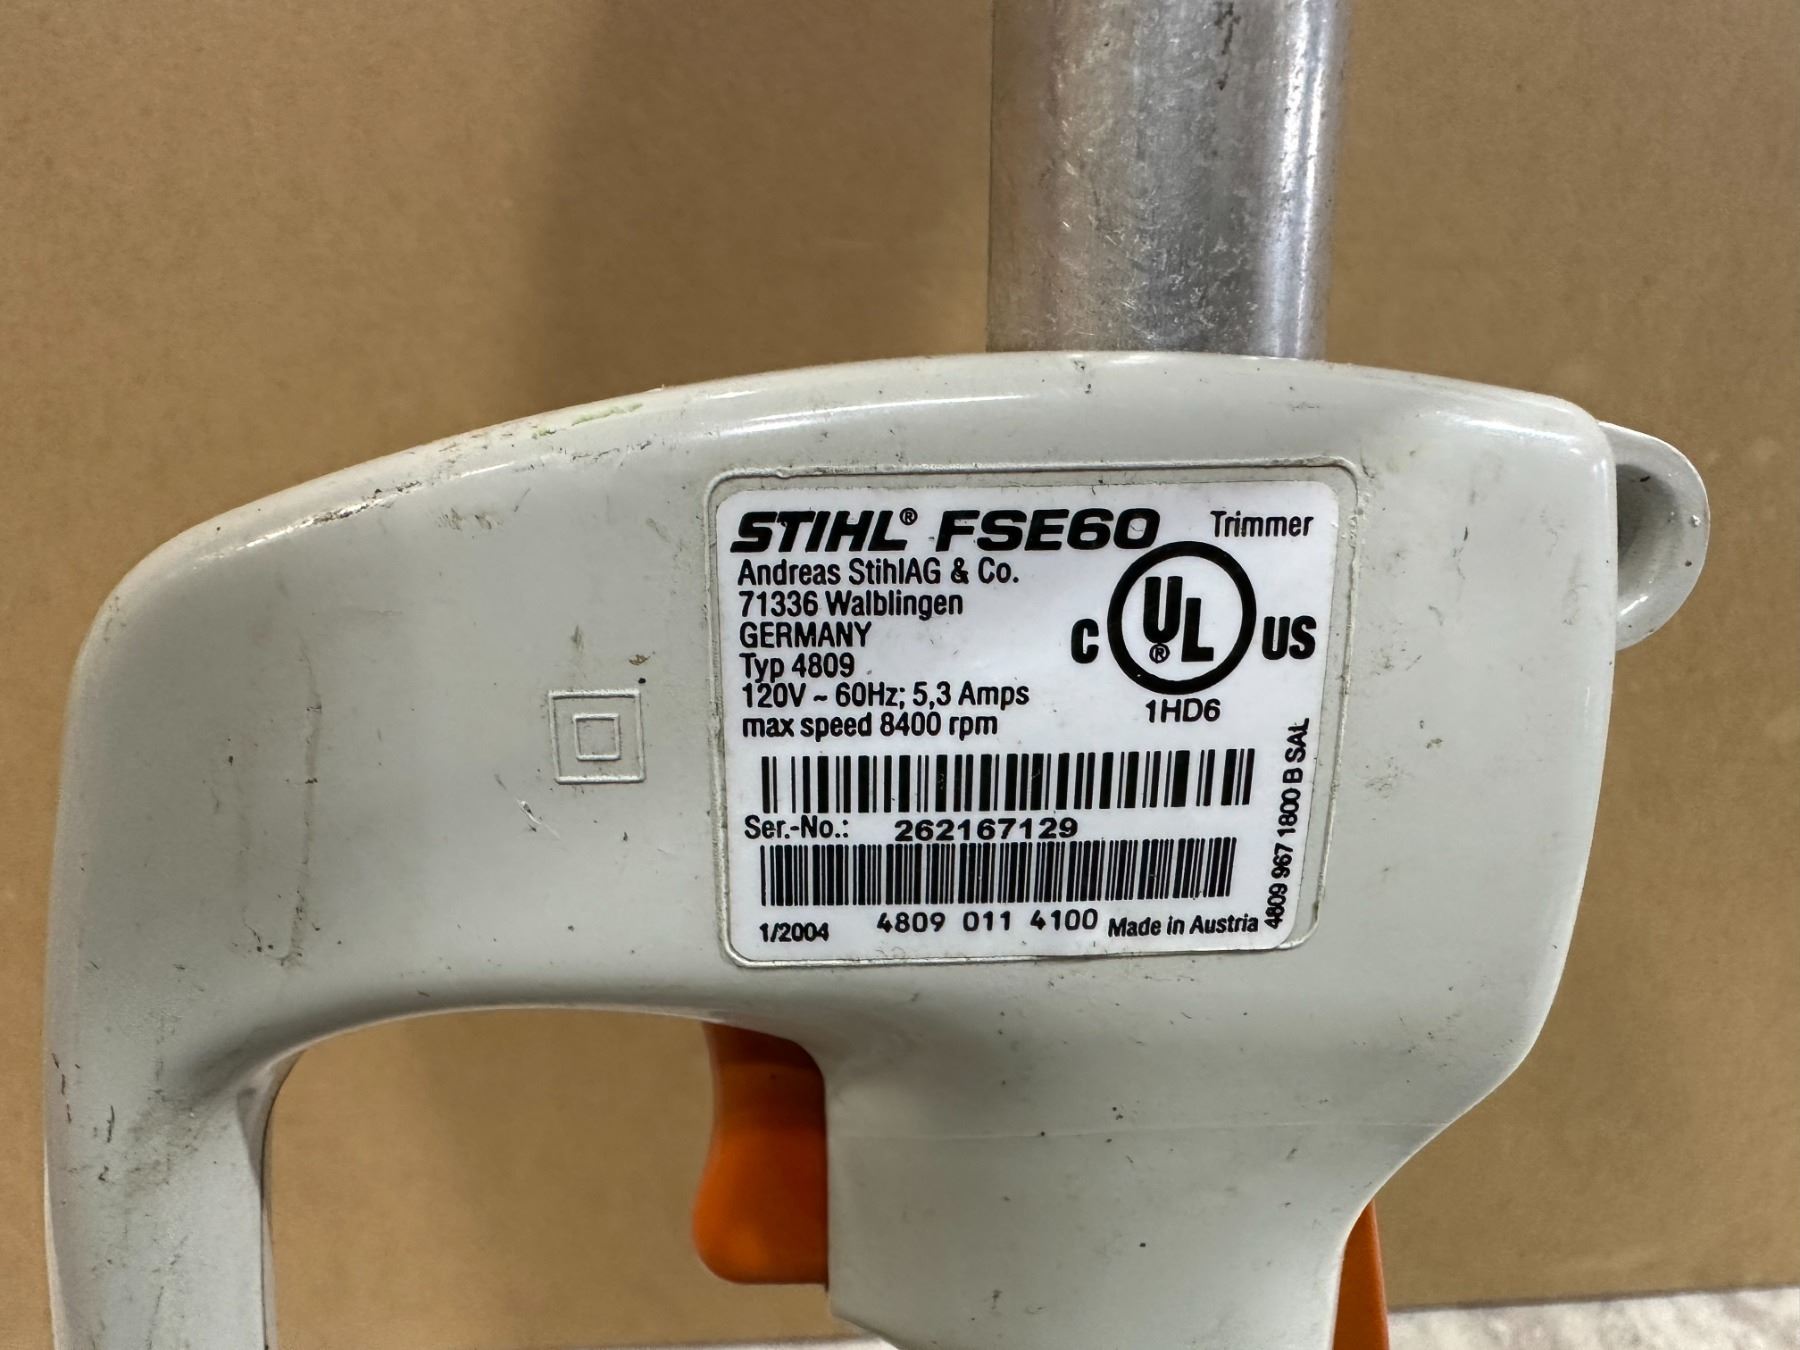 STIHL® FSE60 Trimmer
Andreas StihlAG & Co.
71336 Walblingen
GERMANY
Typ 4809
120V ~ 60Hz; 5,3 Amps
max speed 8400 rpm
C UL® US
1HD6
Ser.-No.: 262167129
1/2004 4809 011 4100 Made in Austria
4809 967 1800 B SAL